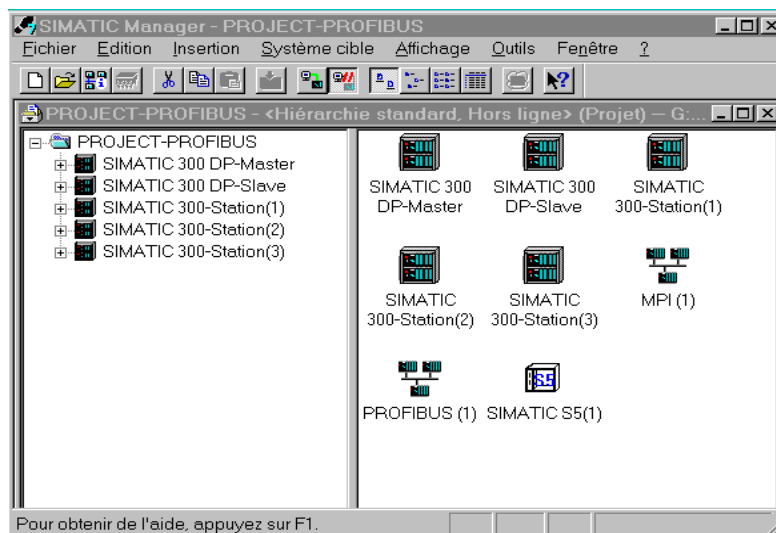 SIMATIC Manager - PROJECT-PROFIBUS
Fichier Edition Insertion Système cible Affichage Outils Fenêtre ?
PROJECT-PROFIBUS - <Hiérarchie standard, Hors ligne> (Projet) -- G:...
PROJECT-PROFIBUS
SIMATIC 300 DP-Master
SIMATIC 300 DP-Slave
SIMATIC 300-Station(1)
SIMATIC 300-Station(2)
SIMATIC 300-Station(3)
SIMATIC 300
DP-Master
SIMATIC 300
DP-Slave
SIMATIC
300-Station(1)
SIMATIC
300-Station(2)
SIMATIC
300-Station(3)
MPI (1)
PROFIBUS (1)
S5
SIMATIC S5(1)
Pour obtenir de l'aide, appuyez sur F1.